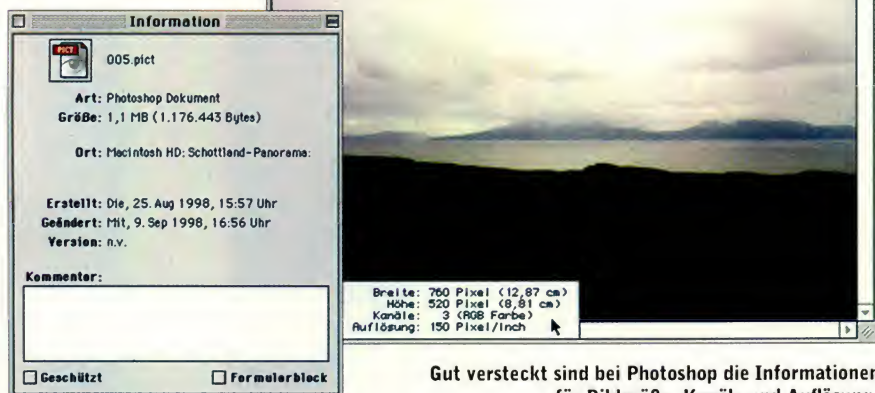 Information
PICT
005.pict
Art: Photoshop Dokument
Größe: 1,1 MB (1.176.443 Bytes)
Ort: Macintosh HD: Schottland-Panorama:
Erstellt: Die, 25. Aug 1998, 15:57 Uhr
Geändert: Mit, 9. Sep 1998, 16:56 Uhr
Version: n.v.
Kommentar:
Geschützt
Formularblock
Breite: 760 Pixel (12,87 cm)
Höhe: 520 Pixel (8,81 cm)
Kanäle: 3 (RGB Farbe)
Auflösung: 150 Pixel/Inch
Gut versteckt sind bei Photoshop die Informationen